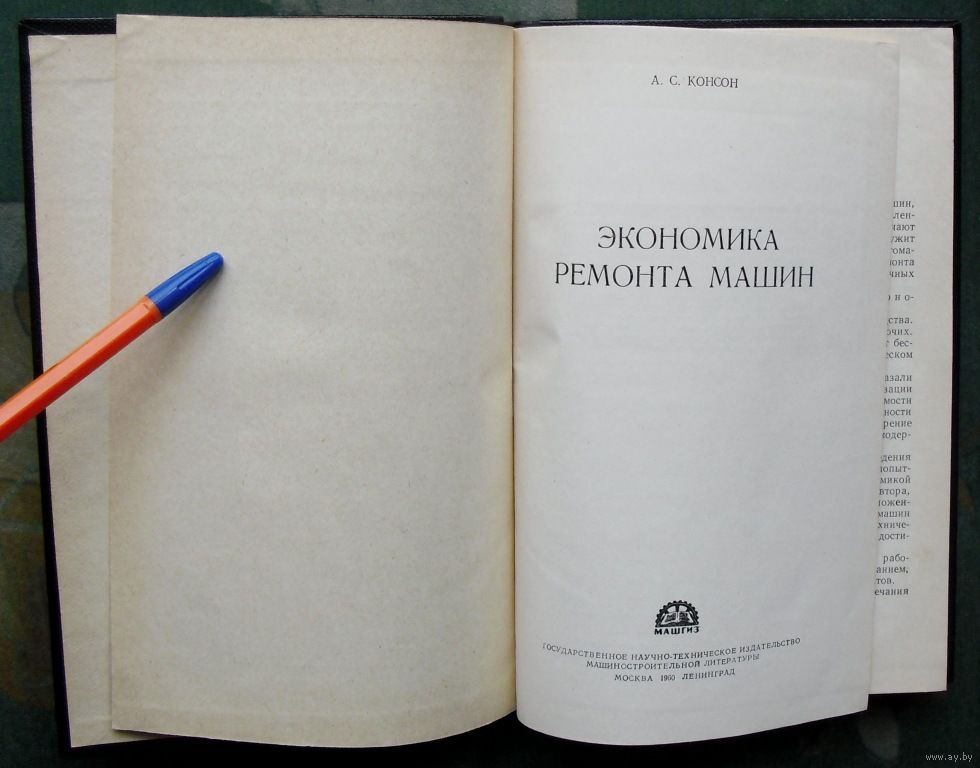 А. С. КОНСОН
ЭКОНОМИКА
РЕМОНТА МАШИН
МАШГИЗ
ГОСУДАРСТВЕННОЕ НАУЧНО-ТЕХНИЧЕСКОЕ ИЗДАТЕЛЬСТВО
МАШИНОСТРОИТЕЛЬНОЙ ЛИТЕРАТУРЫ
МОСКВА 1960 ЛЕНИНГРАД
www.ay.by